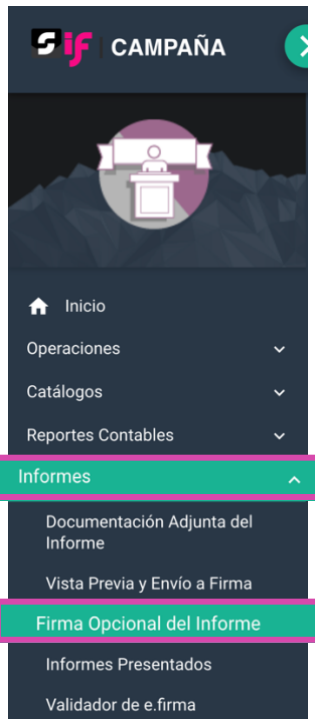 Sif CAMPAÑA
Inicio
Operaciones
Catálogos
Reportes Contables
Informes
Documentación Adjunta del
Informe
Vista Previa y Envío a Firma
Firma Opcional del Informe
Informes Presentados
Validador de e.firma